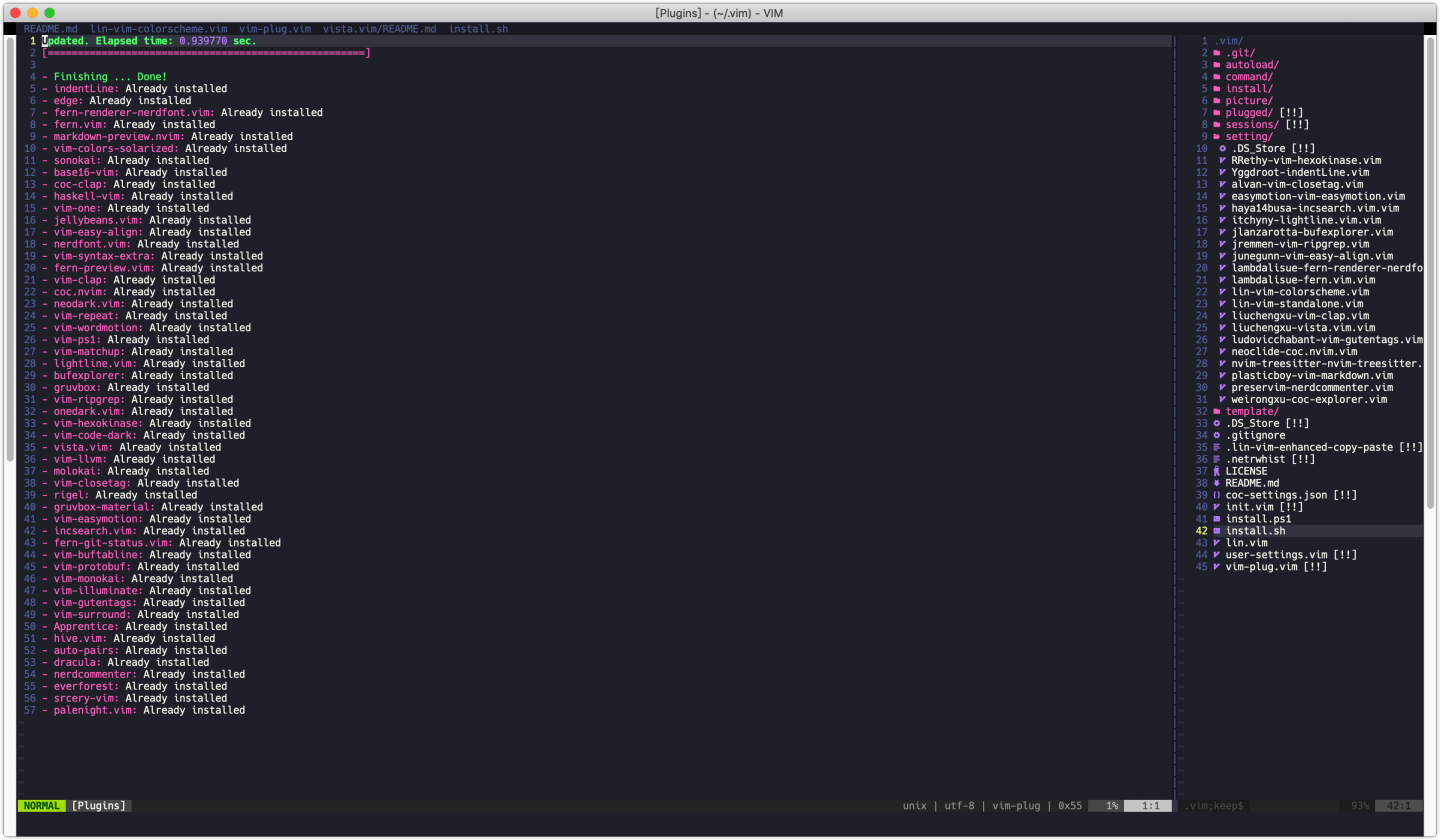 [Plugins] - (~/.vim) - VIM
README.md lin-vim-colorscheme.vim vim-plug.vim vista.vim/README.md install.sh
1 Updated. Elapsed time: 0.939770 sec.
2 [=====================================================]
3
4 - Finishing ... Done!
5 - indentLine: Already installed
6 - edge: Already installed
7 - fern-renderer-nerdfont.vim: Already installed
8 - fern.vim: Already installed
9 - markdown-preview.nvim: Already installed
10 - vim-colors-solarized: Already installed
11 - sonokai: Already installed
12 - base16-vim: Already installed
13 - coc-clap: Already installed
14 - haskell-vim: Already installed
15 - vim-one: Already installed
16 - jellybeans.vim: Already installed
17 - vim-easy-align: Already installed
18 - nerdfont.vim: Already installed
19 - vim-syntax-extra: Already installed
20 - fern-preview.vim: Already installed
21 - vim-clap: Already installed
22 - coc.nvim: Already installed
23 - neodark.vim: Already installed
24 - vim-repeat: Already installed
25 - vim-wordmotion: Already installed
26 - vim-ps1: Already installed
27 - vim-matchup: Already installed
28 - lightline.vim: Already installed
29 - bufexplorer: Already installed
30 - gruvbox: Already installed
31 - vim-ripgrep: Already installed
32 - onedark.vim: Already installed
33 - vim-hexokinase: Already installed
34 - vim-code-dark: Already installed
35 - vista.vim: Already installed
36 - vim-llvm: Already installed
37 - molokai: Already installed
38 - vim-closetag: Already installed
39 - rigel: Already installed
40 - gruvbox-material: Already installed
41 - vim-easymotion: Already installed
42 - incsearch.vim: Already installed
43 - fern-git-status.vim: Already installed
44 - vim-buftabline: Already installed
45 - vim-protobuf: Already installed
46 - vim-monokai: Already installed
47 - vim-illuminate: Already installed
48 - vim-gutentags: Already installed
49 - vim-surround: Already installed
50 - Apprentice: Already installed
51 - hive.vim: Already installed
52 - auto-pairs: Already installed
53 - dracula: Already installed
54 - nerdcommenter: Already installed
55 - everforest: Already installed
56 - srcery-vim: Already installed
57 - palenight.vim: Already installed
1 .vim/
2 .git/
3 autoload/
4 command/
5 install/
6 picture/
7 plugged/ [!!]
8 sessions/ [!!]
9 setting/
10 .DS_Store [!!]
11 RRethy-vim-hexokinase.vim
12 Yggdroot-indentLine.vim
13 alvan-vim-closetag.vim
14 easymotion-vim-easymotion.vim
15 haya14busa-incsearch.vim.vim
16 itchyny-lightline.vim.vim
17 jlanzarotta-bufexplorer.vim
18 jremmen-vim-ripgrep.vim
19 junegunn-vim-easy-align.vim
20 lambdalisue-fern-renderer-nerdfo
21 lambdalisue-fern.vim.vim
22 lin-vim-colorscheme.vim
23 lin-vim-standalone.vim
24 liuchengxu-vim-clap.vim
25 liuchengxu-vista.vim.vim
26 ludovicchabant-vim-gutentags.vim
27 neoclide-coc.nvim.vim
28 nvim-treesitter-nvim-treesitter.
29 plasticboy-vim-markdown.vim
30 preservim-nerdcommenter.vim
31 weirongxu-coc-explorer.vim
32 template/
33 .DS_Store [!!]
34 .gitignore
35 .lin-vim-enhanced-copy-paste [!!]
36 .netrwhist [!!]
37 LICENSE
38 README.md
39 coc-settings.json [!!]
40 init.vim [!!]
41 install.ps1
42 install.sh
43 lin.vim
44 user-settings.vim [!!]
45 vim-plug.vim [!!]
NORMAL [Plugins] unix | utf-8 | vim-plug | 0x55 1% 1:1 .vim;keep$ 93% 42:1